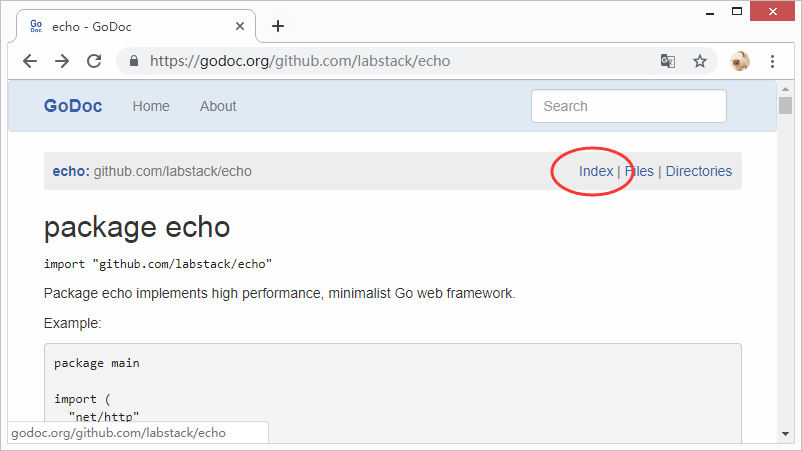 Go Doc echo - GoDoc
https://godoc.org/github.com/labstack/echo
GoDoc Home About Search
echo: github.com/labstack/echo Index | Files | Directories
package echo
import "github.com/labstack/echo"
Package echo implements high performance, minimalist Go web framework.
Example:
package main
import (
"net/http"
godoc.org/github.com/labstack/echo